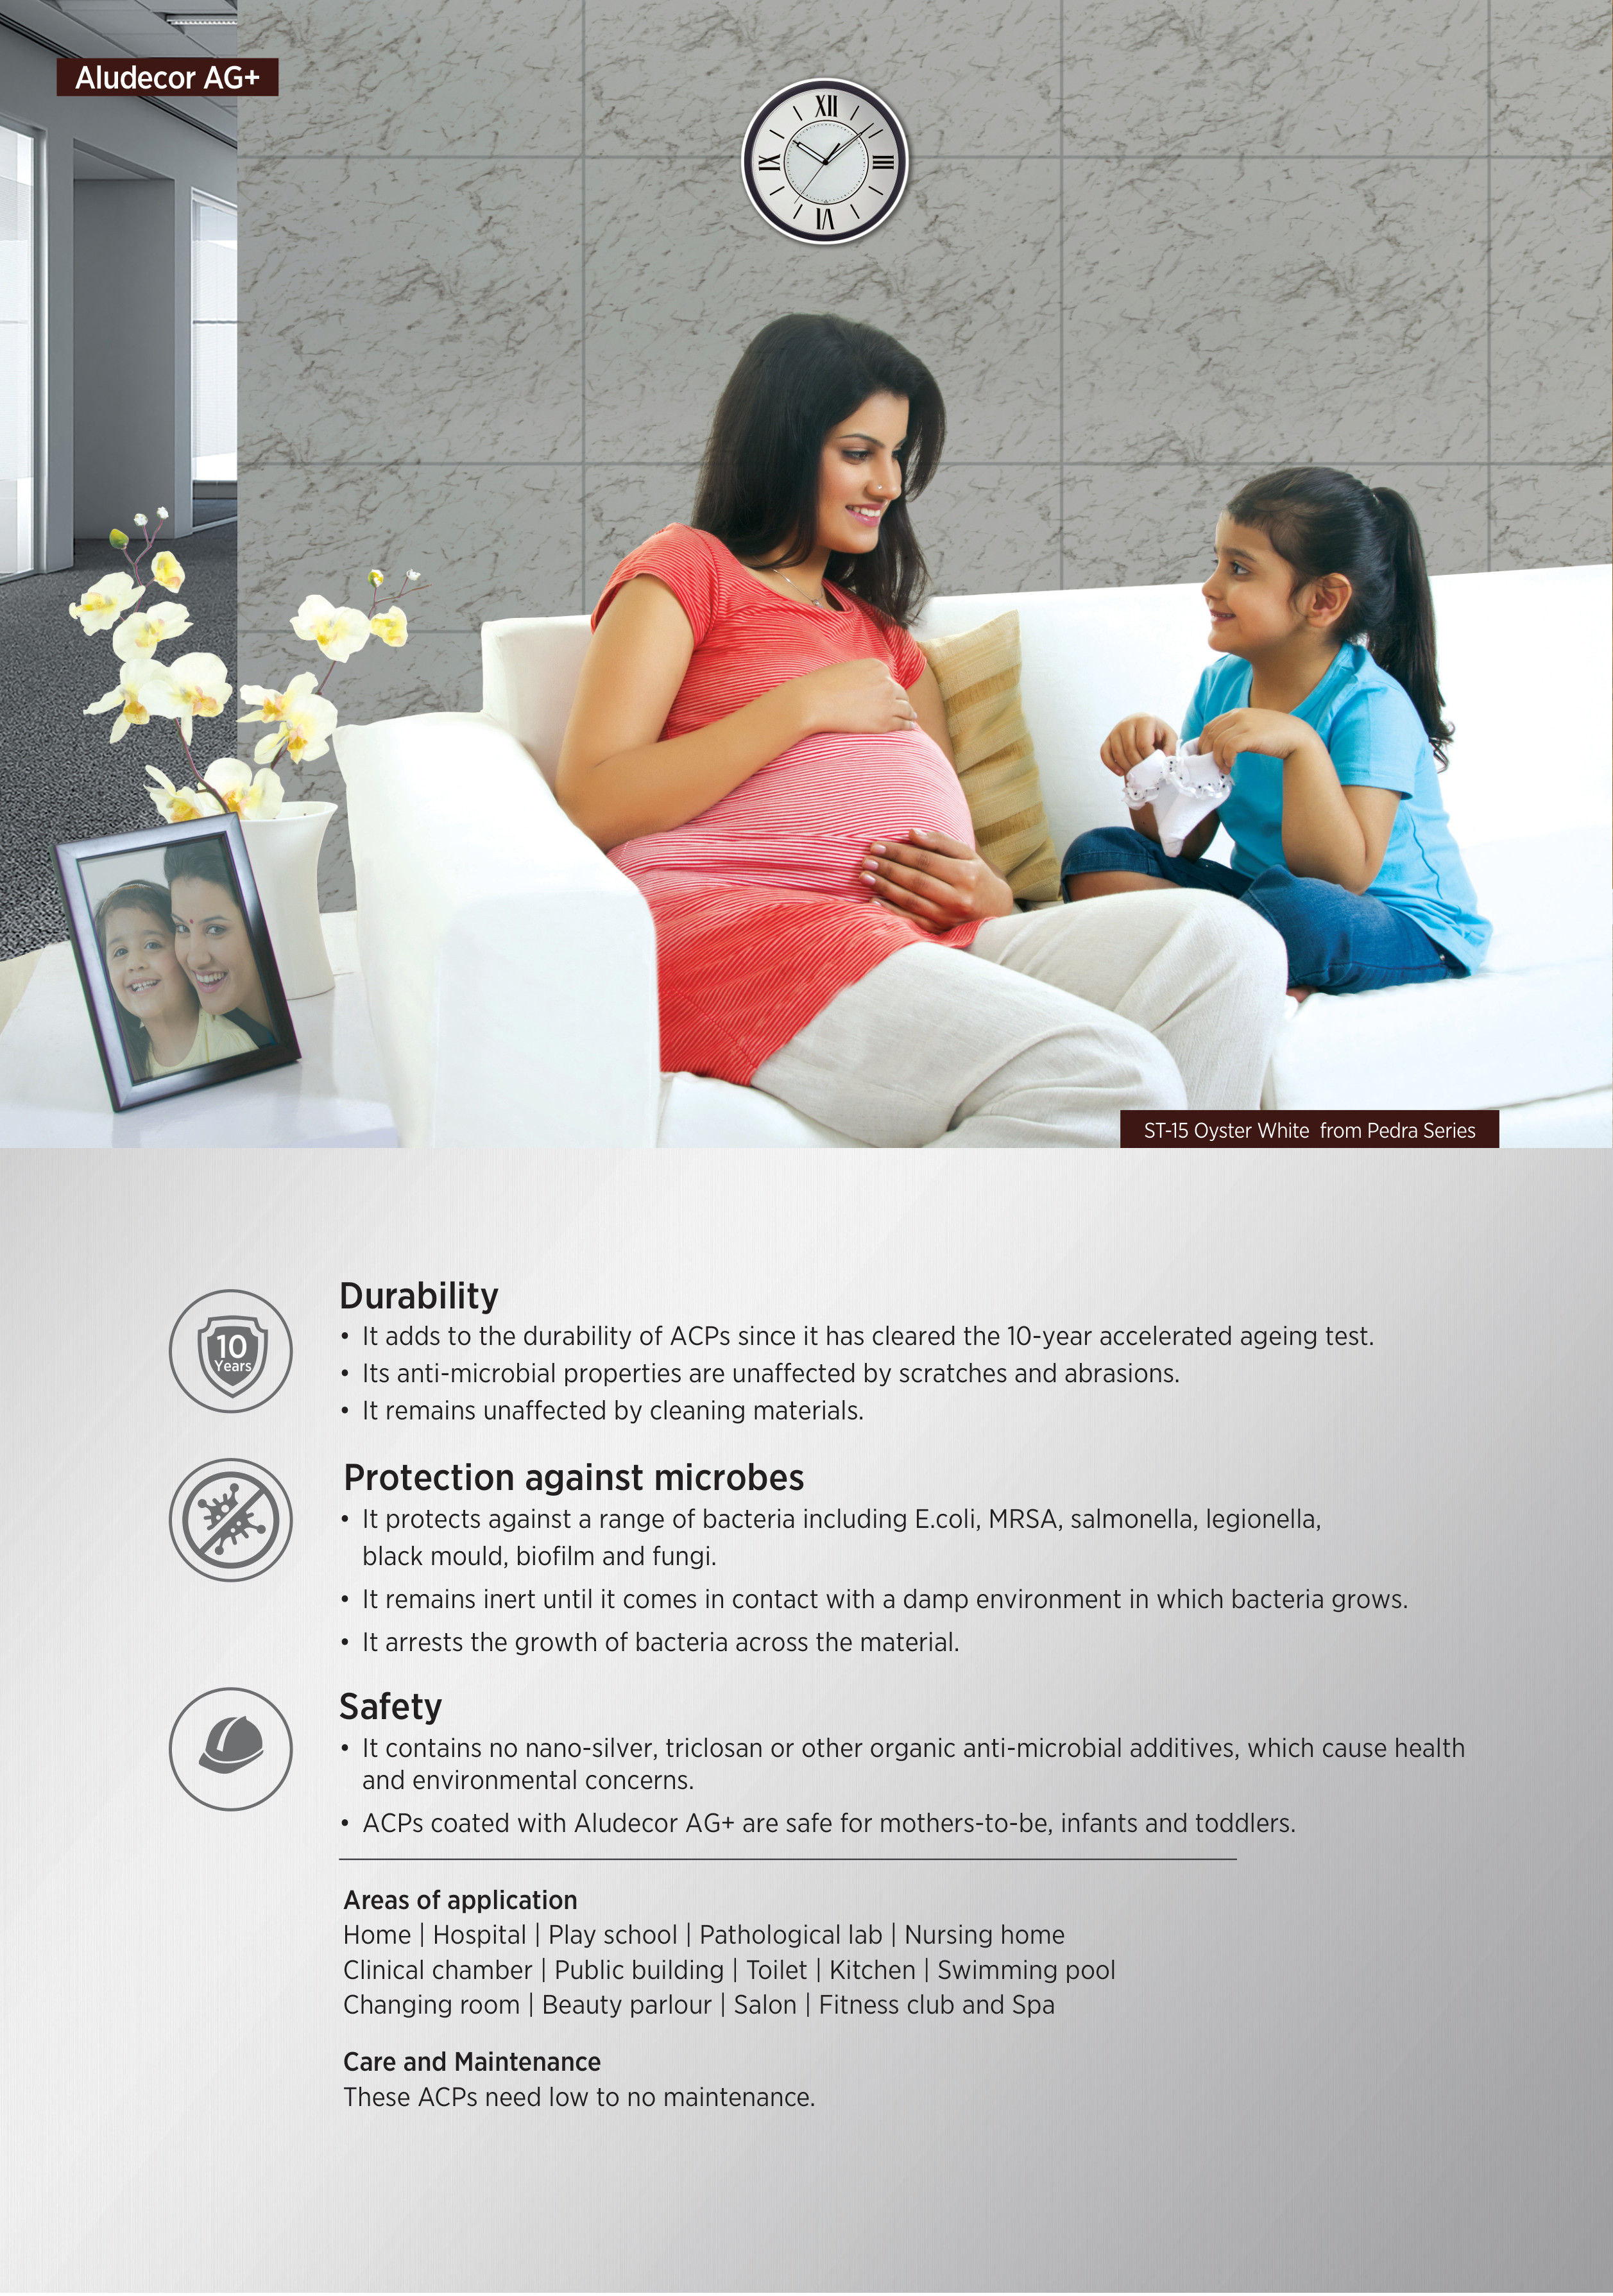 Aludecor AG+
XII
III
VI
IX
ST-15 Oyster White from Pedra Series
Durability
10
Years
• It adds to the durability of ACPs since it has cleared the 10-year accelerated ageing test.
• Its anti-microbial properties are unaffected by scratches and abrasions.
• It remains unaffected by cleaning materials.
Protection against microbes
• It protects against a range of bacteria including E.coli, MRSA, salmonella, legionella,
black mould, biofilm and fungi.
• It remains inert until it comes in contact with a damp environment in which bacteria grows.
• It arrests the growth of bacteria across the material.
Safety
• It contains no nano-silver, triclosan or other organic anti-microbial additives, which cause health
and environmental concerns.
• ACPs coated with Aludecor AG+ are safe for mothers-to-be, infants and toddlers.
Areas of application
Home | Hospital | Play school | Pathological lab | Nursing home
Clinical chamber | Public building | Toilet | Kitchen | Swimming pool
Changing room | Beauty parlour | Salon | Fitness club and Spa
Care and Maintenance
These ACPs need low to no maintenance.